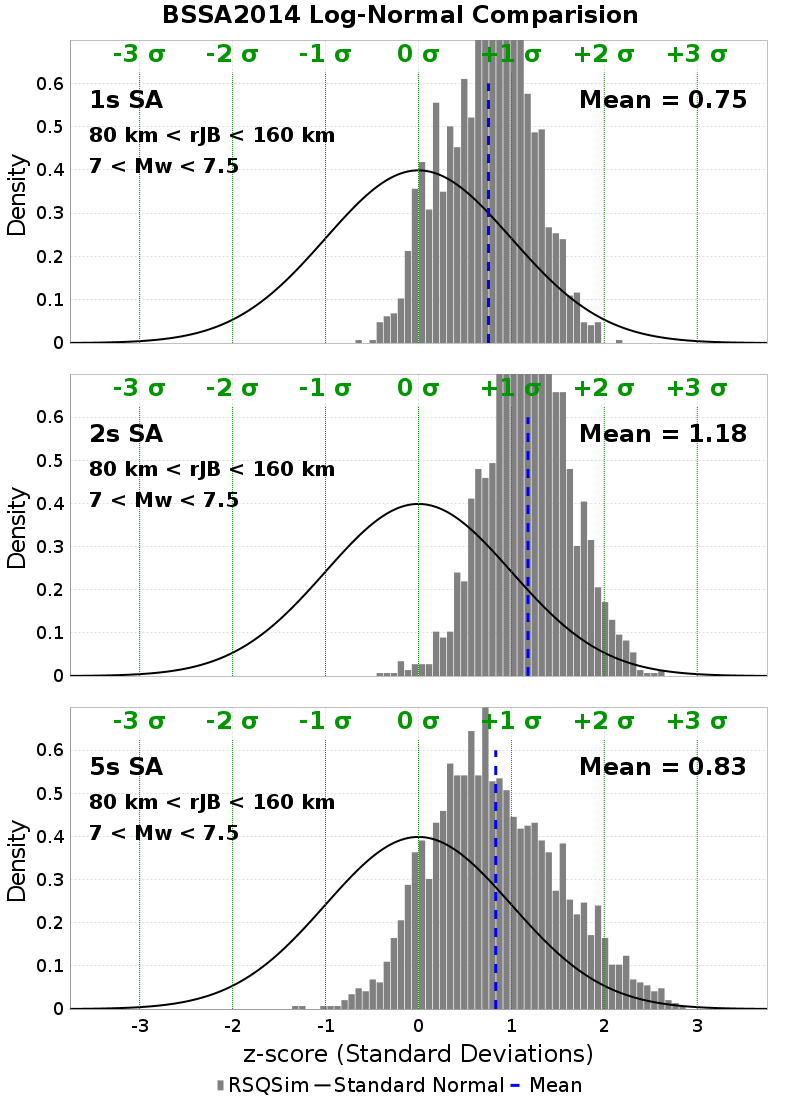 BSSA2014 Log-Normal Comparision
-3 σ -2 σ -1 σ 0 σ +1 σ +2 σ +3 σ
1s SA
Mean = 0.75
80 km < rJB < 160 km
7 < Mw < 7.5
Density
0.6
0.5
0.4
0.3
0.2
0.1
0
-3 σ -2 σ -1 σ 0 σ +1 σ +2 σ +3 σ
2s SA
Mean = 1.18
80 km < rJB < 160 km
7 < Mw < 7.5
Density
0.6
0.5
0.4
0.3
0.2
0.1
0
-3 σ -2 σ -1 σ 0 σ +1 σ +2 σ +3 σ
5s SA
Mean = 0.83
80 km < rJB < 160 km
7 < Mw < 7.5
Density
0.6
0.5
0.4
0.3
0.2
0.1
0
-3 -2 -1 0 1 2 3
z-score (Standard Deviations)
RSQSim Standard Normal Mean